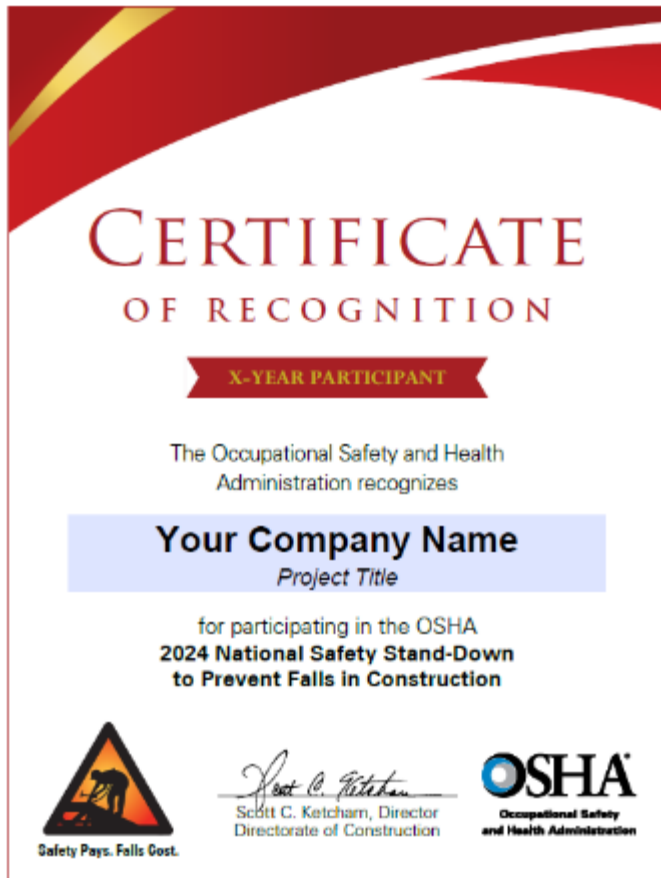 CERTIFICATE
OF RECOGNITION
X-YEAR PARTICIPANT
The Occupational Safety and Health
Administration recognizes
Your Company Name
Project Title
for participating in the OSHA
2024 National Safety Stand-Down
to Prevent Falls in Construction
Scott C. Ketcham
Scott C. Ketcham, Director
Directorate of Construction
Safety Pays. Falls Cost.
OSHA
Occupational Safety
and Health Administration